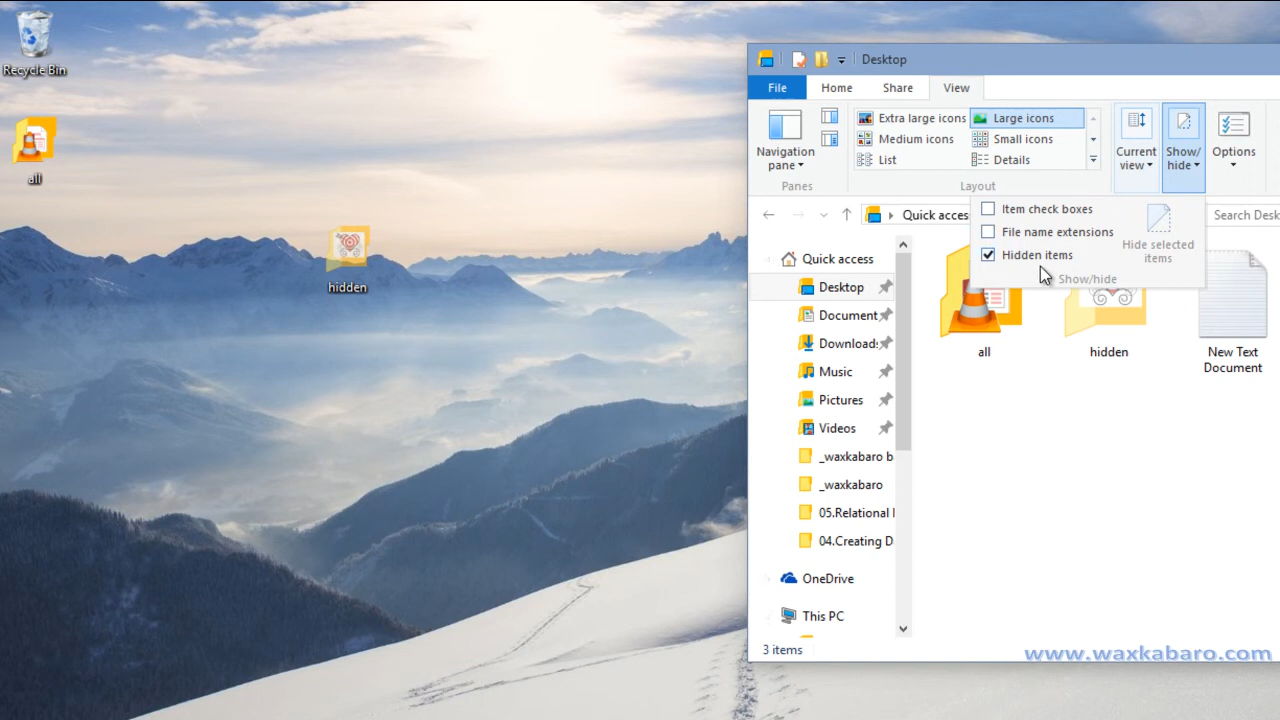 Recycle Bin
all
hidden
Desktop
File Home Share View
Extra large icons Large icons
Medium icons Small icons
List Details
Navigation pane
Current view
Show/ hide
Options
Panes
Layout
Quick acces
Search Desk
Item check boxes
File name extensions
Hidden items
Hide selected items
Show/hide
Quick access
Desktop
Document
Download
Music
Pictures
Videos
_waxkabaro b
_waxkabaro
05.Relational
04.Creating D
OneDrive
This PC
all
hidden
New Text
Document
3 items
www.waxkabaro.com